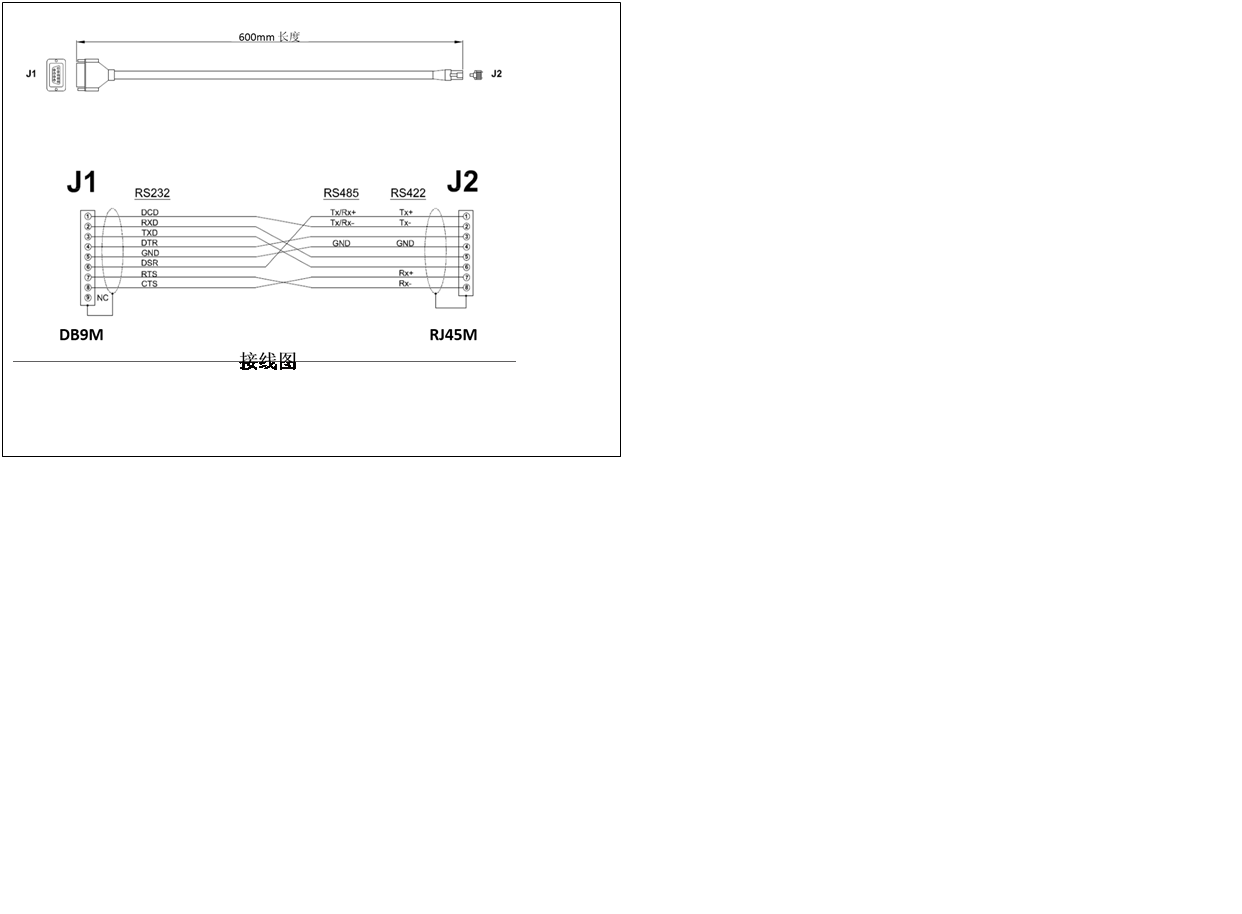 600mm 长度
J1 J2
J1 J2
RS232 RS485 RS422
1 DCD Tx/Rx+ Tx+ 1
2 RXD Tx/Rx- Tx- 2
3 TXD 3
4 DTR GND GND 4
5 GND 5
6 DSR 6
7 RTS Rx+ 7
8 CTS Rx- 8
9 NC
DB9M RJ45M
接线图